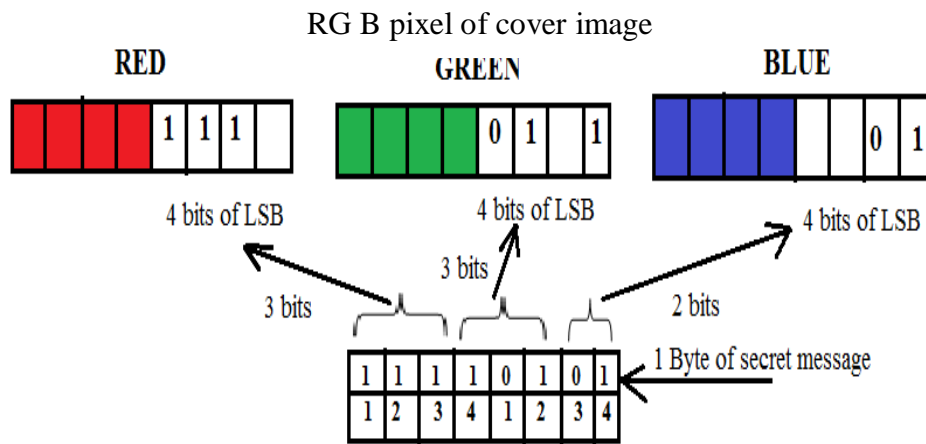 RG B pixel of cover image
RED GREEN BLUE
1 1 1 0 1 1 0 1
4 bits of LSB 4 bits of LSB 4 bits of LSB
3 bits 3 bits 2 bits
1 Byte of secret message
1 1 1 1 0 1 0 1
1 2 3 4 1 2 3 4